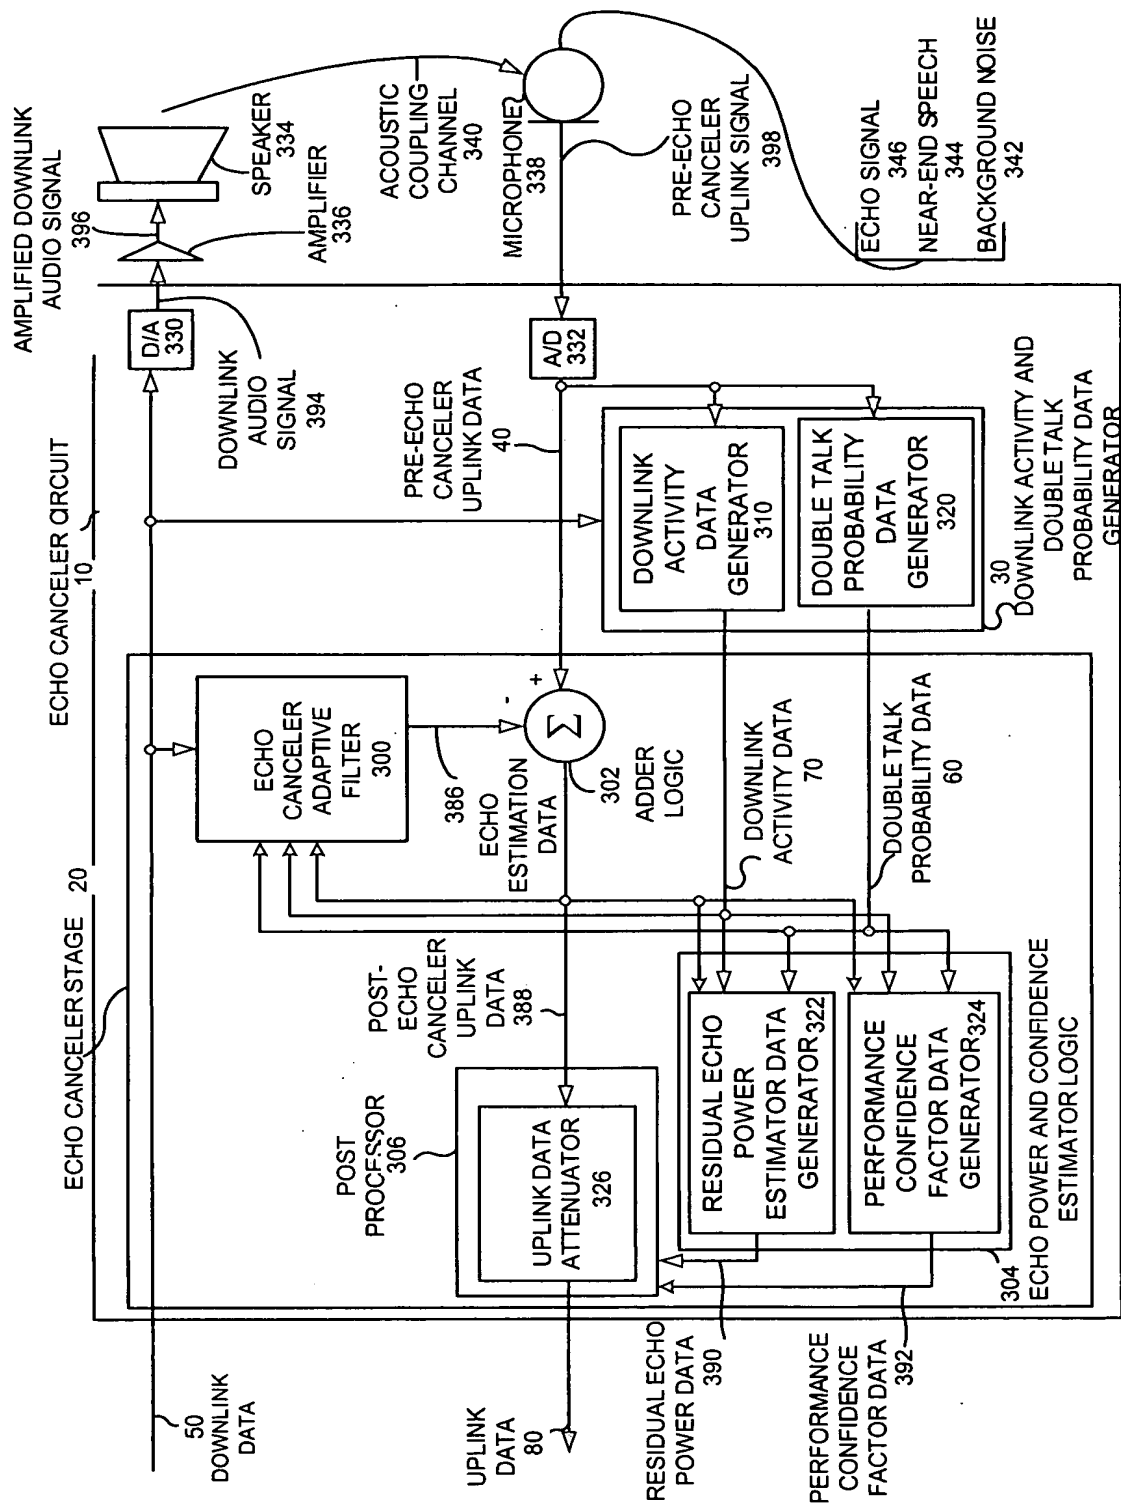 AMPLIFIED DOWNLINK
AUDIO SIGNAL
396
SPEAKER
334
AMPLIFIER
336
ACOUSTIC
COUPLING
CHANNEL
340
MICROPHONE
338
PRE-ECHO
CANCELER
UPLINK SIGNAL
398
ECHO SIGNAL
346
NEAR-END SPEECH
344
BACKGROUND NOISE
342
ECHO CANCELER CIRCUIT
10
D/A
330
DOWNLINK
AUDIO
SIGNAL
394
A/D
332
PRE-ECHO
CANCELER
UPLINK DATA
40
DOWNLINK
ACTIVITY
DATA
GENERATOR
310
DOUBLE TALK
PROBABILITY
DATA
GENERATOR
320
30
DOWNLINK ACTIVITY AND
DOUBLE TALK
PROBABILITY DATA
GENERATOR
ECHO CANCELER STAGE 20
ECHO
CANCELER
ADAPTIVE
FILTER
300
386
ECHO
ESTIMATION
DATA
+
-
Σ
302
ADDER
LOGIC
DOWNLINK
ACTIVITY DATA
70
DOUBLE TALK
PROBABILITY DATA
60
POST-
ECHO
CANCELER
UPLINK
DATA
388
POST
PROCESSOR
306
UPLINK DATA
ATTENUATOR
326
RESIDUAL ECHO
POWER
ESTIMATOR DATA
GENERATOR 322
PERFORMANCE
CONFIDENCE
FACTOR DATA
GENERATOR 324
304
ECHO POWER AND CONFIDENCE
ESTIMATOR LOGIC
50
DOWNLINK
DATA
UPLINK
DATA
80
RESIDUAL ECHO
POWER DATA
390
PERFORMANCE
CONFIDENCE
FACTOR DATA
392